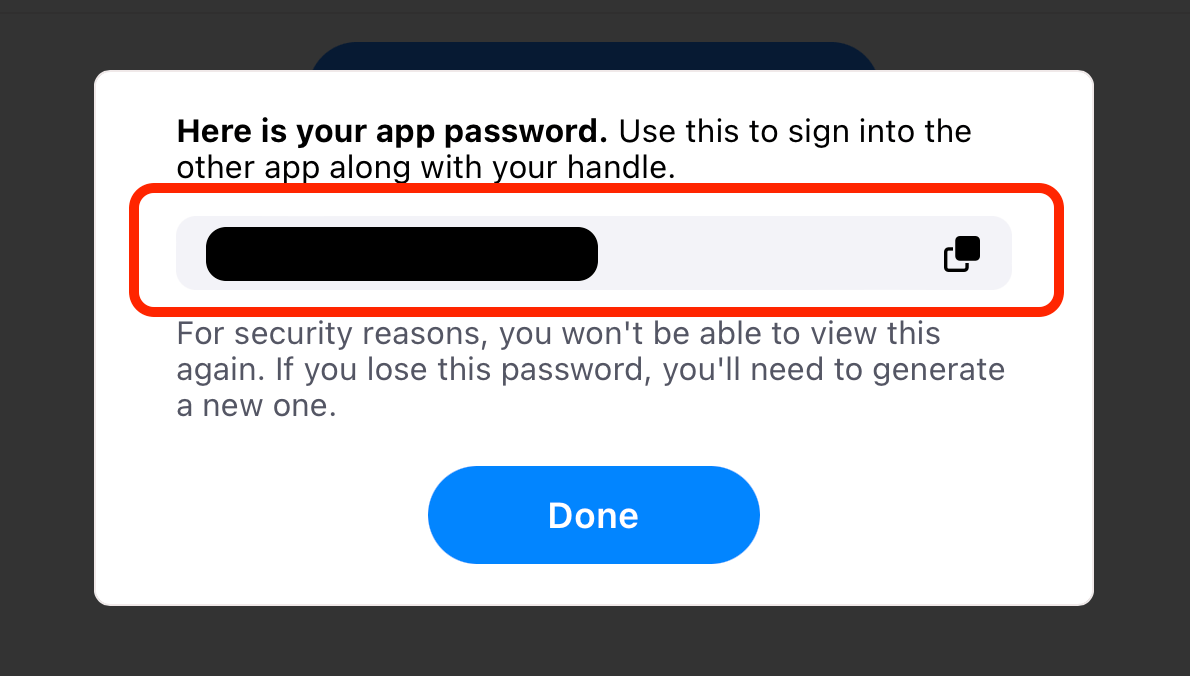 Here is your app password. Use this to sign into the
other app along with your handle.
For security reasons, you won't be able to view this
again. If you lose this password, you'll need to generate
a new one.
Done